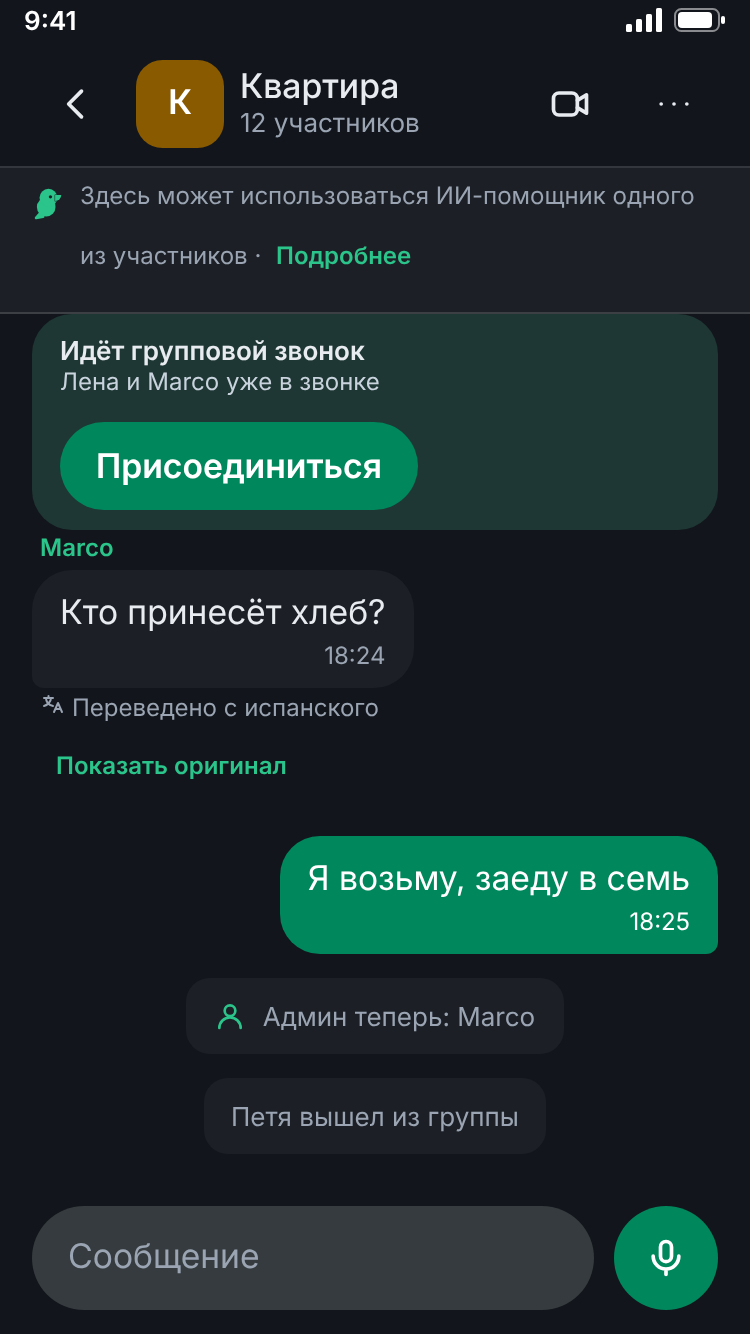 9:41
К
Квартира
12 участников
Здесь может использоваться ИИ-помощник одного
из участников · Подробнее
Идёт групповой звонок
Лена и Marco уже в звонке
Присоединиться
Marco
Кто принесёт хлеб?
18:24
Переведено с испанского
Показать оригинал
Я возьму, заеду в семь
18:25
Админ теперь: Marco
Петя вышел из группы
Сообщение